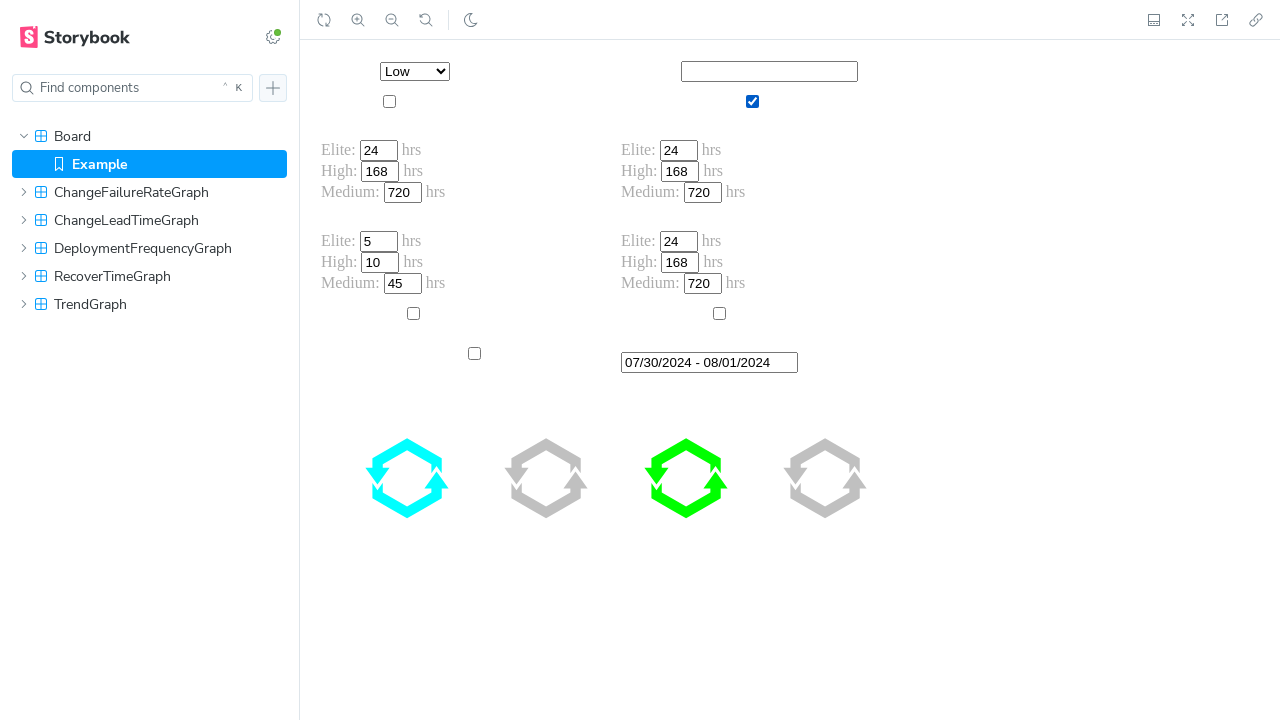 Storybook
Find components
^ K
Board
Example
ChangeFailureRateGraph
ChangeLeadTimeGraph
DeploymentFrequencyGraph
RecoverTimeGraph
TrendGraph
Low
Elite: 24 hrs
High: 168 hrs
Medium: 720 hrs
Elite: 24 hrs
High: 168 hrs
Medium: 720 hrs
Elite: 5 hrs
High: 10 hrs
Medium: 45 hrs
Elite: 24 hrs
High: 168 hrs
Medium: 720 hrs
07/30/2024 - 08/01/2024